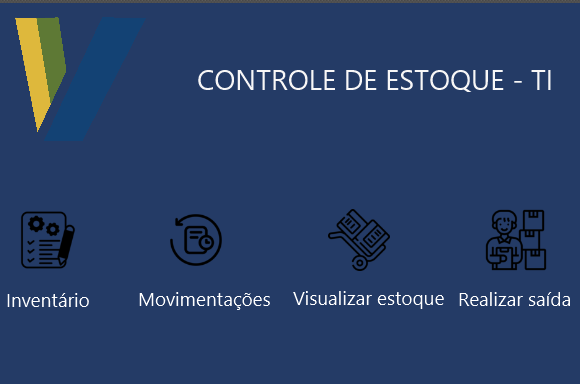 CONTROLE DE ESTOQUE - TI
Inventário
Movimentações
Visualizar estoque
Realizar saída